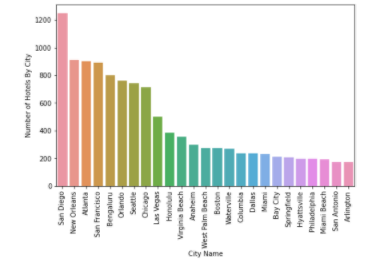 Number of Hotels By City
1200
1000
800
600
400
200
0
San Diego
New Orleans
Atlanta
San Francisco
Bengaluru
Orlando
Seattle
Chicago
Las Vegas
Honolulu
Virginia Beach
Anaheim
West Palm Beach
Boston
Waterville
Columbia
Dallas
Miami
Bay City
Springfield
Hyattsville
Philadelphia
Miami Beach
San Antonio
Arlington
City Name